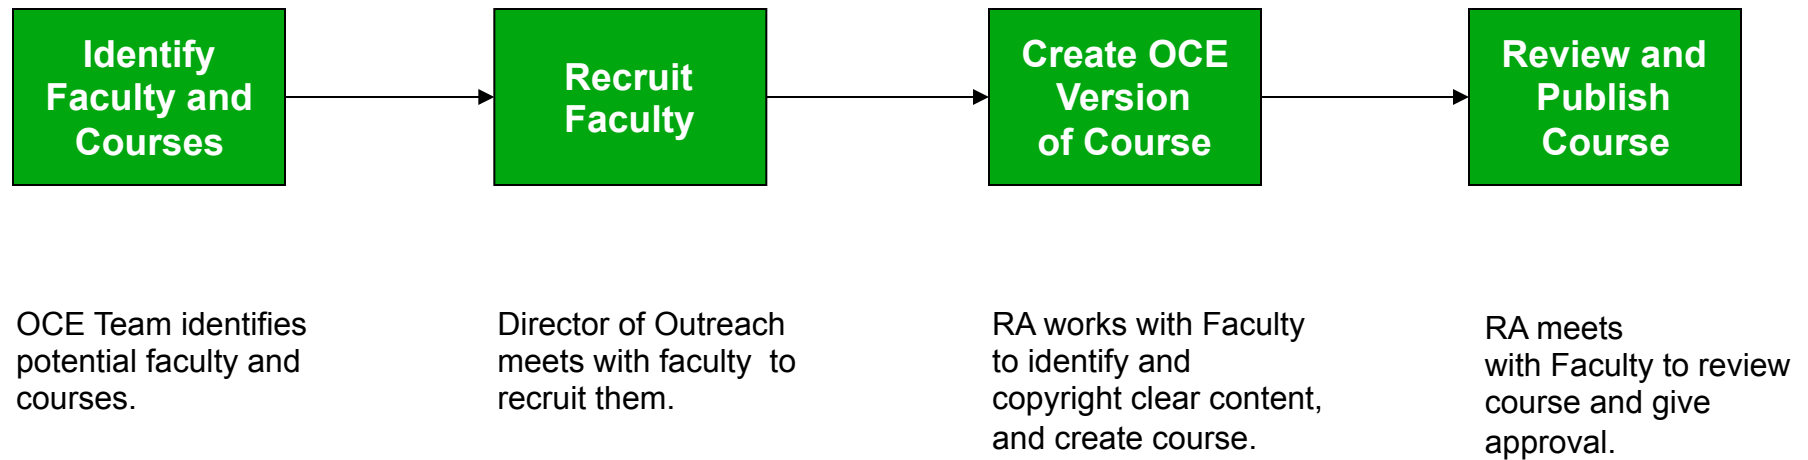 Identify
Faculty and
Courses
Recruit
Faculty
Create OCE
Version
of Course
Review and
Publish
Course
OCE Team identifies
potential faculty and
courses.
Director of Outreach
meets with faculty  to
recruit them.
RA works with Faculty
to identify and
copyright clear content,
and create course.
RA meets
with Faculty to review
course and give
approval.